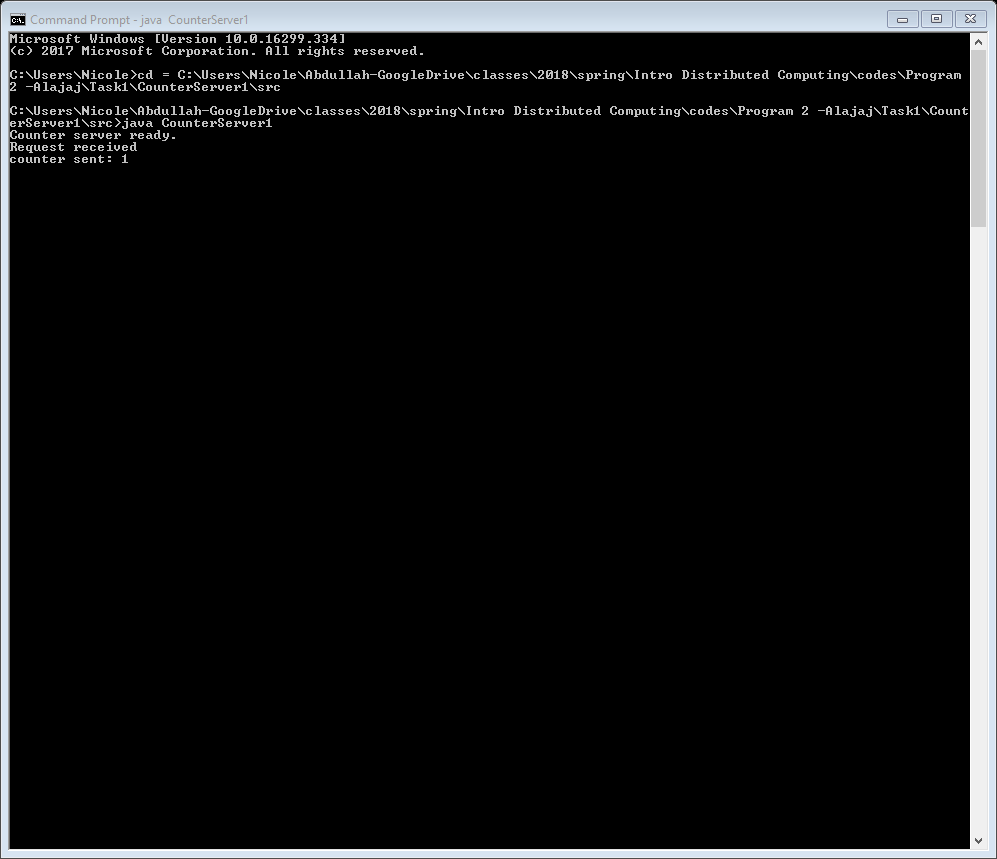 Command Prompt - java  CounterServer1
Microsoft Windows [Version 10.0.16299.334]
(c) 2017 Microsoft Corporation. All rights reserved.
C:\Users\Nicole>cd = C:\Users\Nicole\Abdullah-GoogleDrive\classes\2018\spring\Intro Distributed Computing\codes\Program
2 -Alajaj\Task1\CounterServer1\src
C:\Users\Nicole\Abdullah-GoogleDrive\classes\2018\spring\Intro Distributed Computing\codes\Program 2 -Alajaj\Task1\Count
erServer1\src>java CounterServer1
Counter server ready.
Request received
counter sent: 1